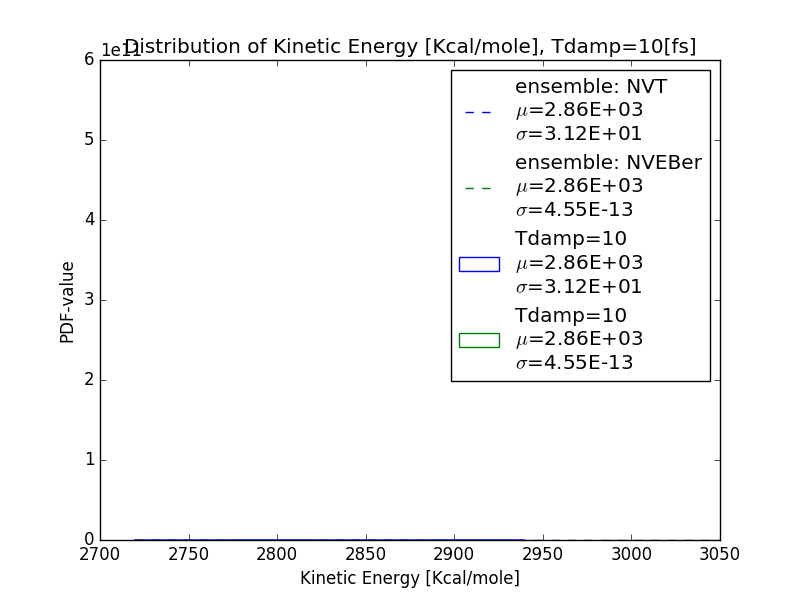 Distribution of Kinetic Energy [Kcal/mole], Tdamp=10[fs]
1e11
6
5
4
3
2
1
0
PDF-value
ensemble: NVT
μ=2.86E+03
σ=3.12E+01
ensemble: NVEBer
μ=2.86E+03
σ=4.55E-13
Tdamp=10
μ=2.86E+03
σ=3.12E+01
Tdamp=10
μ=2.86E+03
σ=4.55E-13
2700 2750 2800 2850 2900 2950 3000 3050
Kinetic Energy [Kcal/mole]